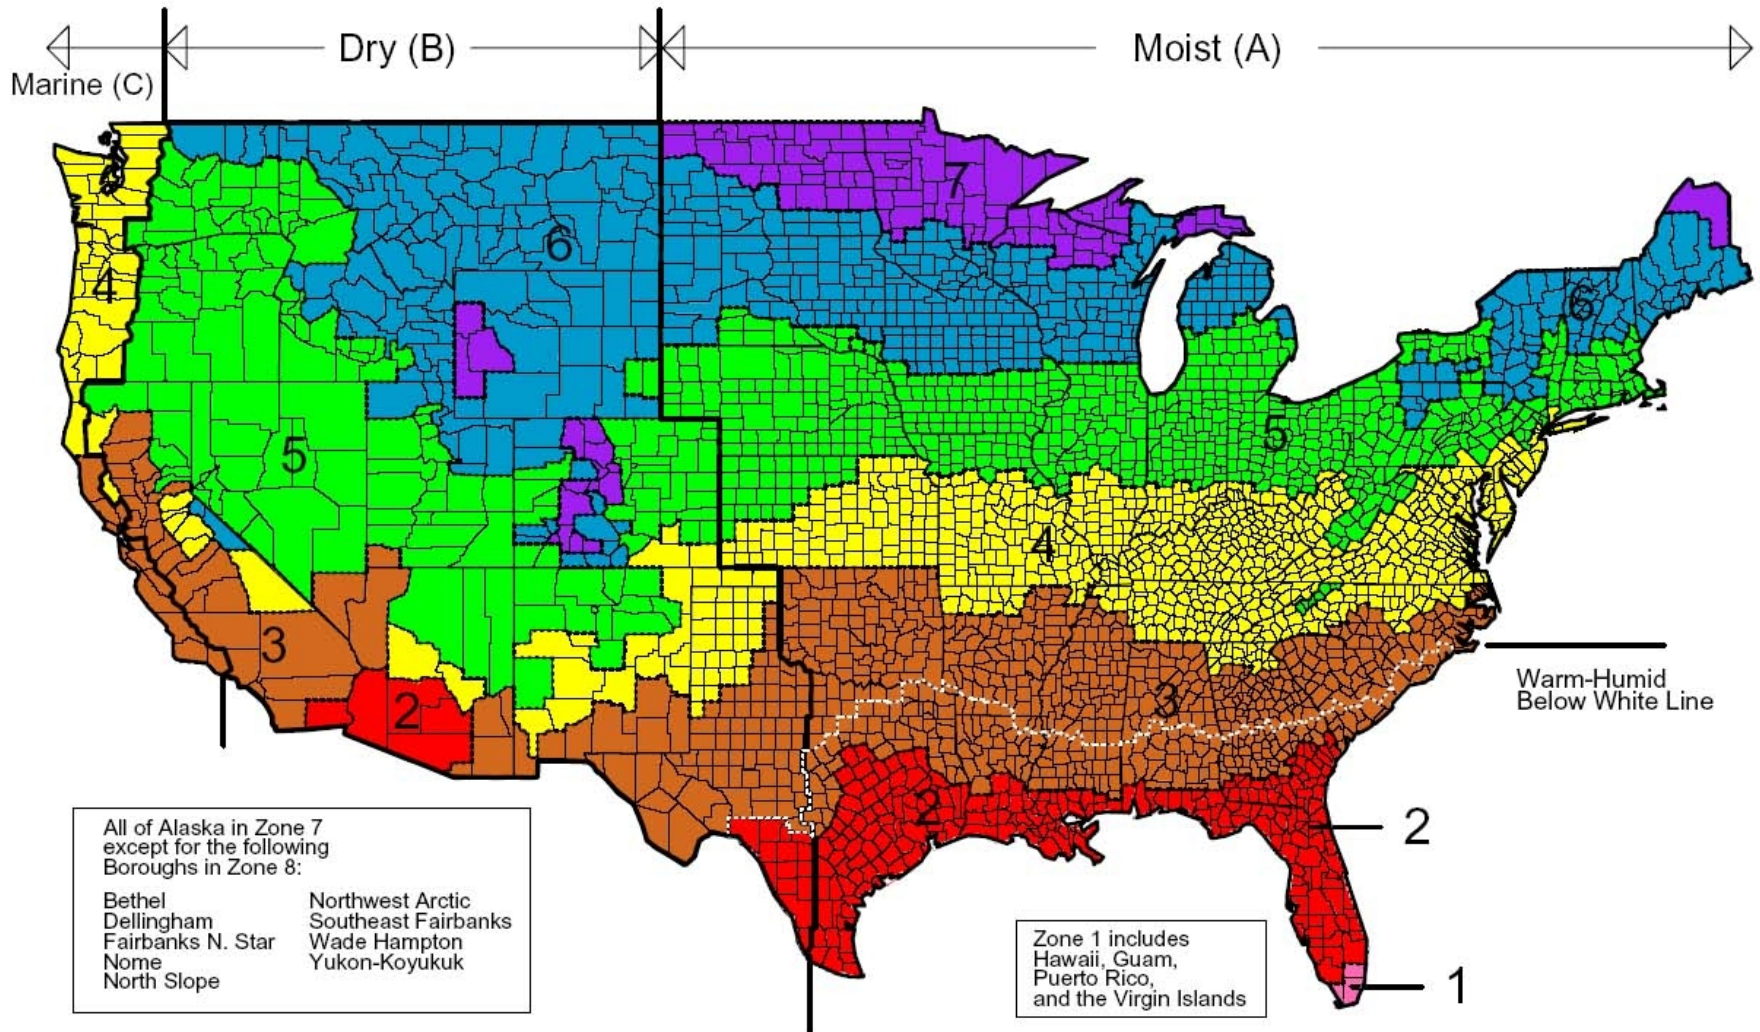 Dry (B)
Moist (A)
Marine (C)
7
6
4
6
5
5
4
3
3
2
2
Warm-Humid
Below White Line
2
1
All of Alaska in Zone 7
except for the following
Boroughs in Zone 8:
Bethel
Dellingham
Fairbanks N. Star
Nome
North Slope
Northwest Arctic
Southeast Fairbanks
Wade Hampton
Yukon-Koyukuk
Zone 1 includes
Hawaii, Guam,
Puerto Rico,
and the Virgin Islands